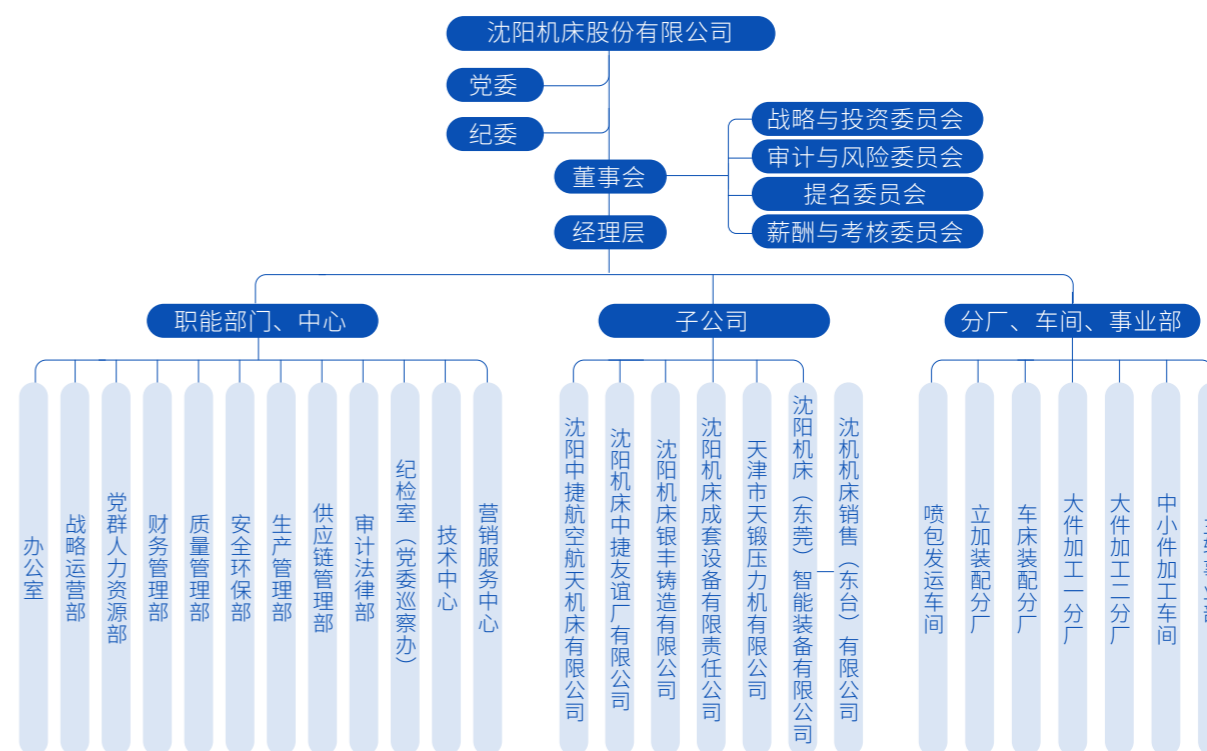 沈阳机床股份有限公司
党委
纪委
董事会
战略与投资委员会
审计与风险委员会
提名委员会
薪酬与考核委员会
经理层
职能部门、中心
子公司
分厂、车间、事业部
办公室
战略运营部
党群人力资源部
财务管理部
质量管理部
安全环保部
生产管理部
供应链管理部
审计法律部
纪检室（党委巡察办）
技术中心
营销服务中心
沈阳中捷航空航天机床有限公司
沈阳机床中捷友谊厂有限公司
沈阳机床银丰铸造有限公司
沈阳机床成套设备有限责任公司
天津市天锻压力机有限公司
沈阳机床（东莞）智能装备有限公司
沈机机床销售（东台）有限公司
喷包发运车间
立加装配分厂
车床装配分厂
大件加工一分厂
大件加工二分厂
中小件加工车间